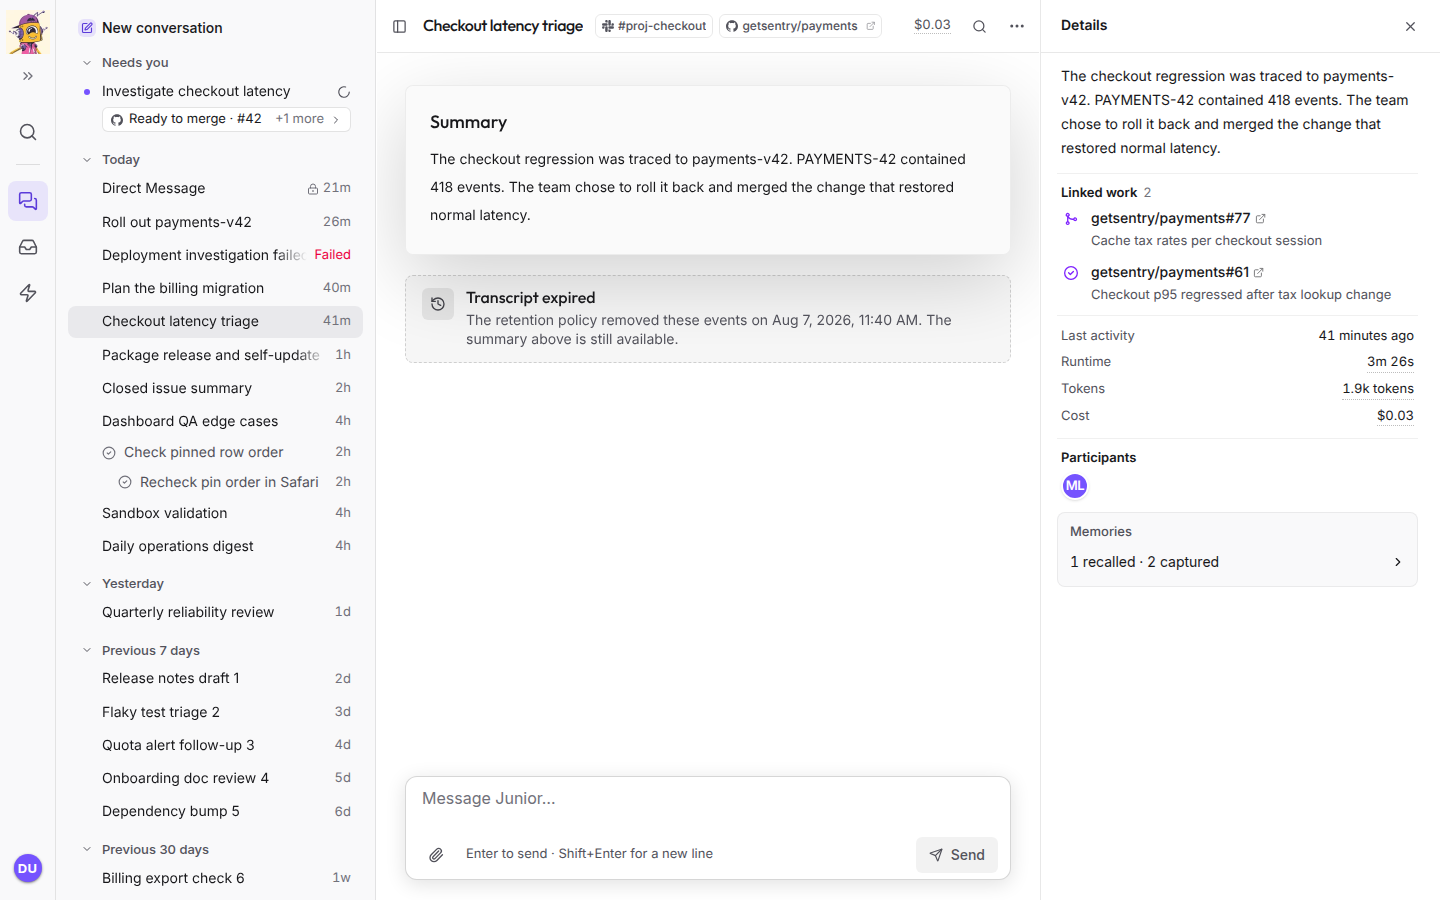 New conversation
Needs you
Investigate checkout latency
Ready to merge · #42 +1 more
Today
Direct Message 21m
Roll out payments-v42 26m
Deployment investigation failed Failed
Plan the billing migration 40m
Checkout latency triage 41m
Package release and self-update 1h
Closed issue summary 2h
Dashboard QA edge cases 4h
Check pinned row order 2h
Recheck pin order in Safari 2h
Sandbox validation 4h
Daily operations digest 4h
Yesterday
Quarterly reliability review 1d
Previous 7 days
Release notes draft 1 2d
Flaky test triage 2 3d
Quota alert follow-up 3 4d
Onboarding doc review 4 5d
Dependency bump 5 6d
Previous 30 days
Billing export check 6 1w
DU
Checkout latency triage #proj-checkout getsentry/payments $0.03
Summary
The checkout regression was traced to payments-v42. PAYMENTS-42 contained
418 events. The team chose to roll it back and merged the change that restored
normal latency.
Transcript expired
The retention policy removed these events on Aug 7, 2026, 11:40 AM. The
summary above is still available.
Message Junior...
Enter to send · Shift+Enter for a new line
Send
Details
The checkout regression was traced to payments-
v42. PAYMENTS-42 contained 418 events. The team
chose to roll it back and merged the change that
restored normal latency.
Linked work 2
getsentry/payments#77
Cache tax rates per checkout session
getsentry/payments#61
Checkout p95 regressed after tax lookup change
Last activity 41 minutes ago
Runtime 3m 26s
Tokens 1.9k tokens
Cost $0.03
Participants
ML
Memories
1 recalled · 2 captured